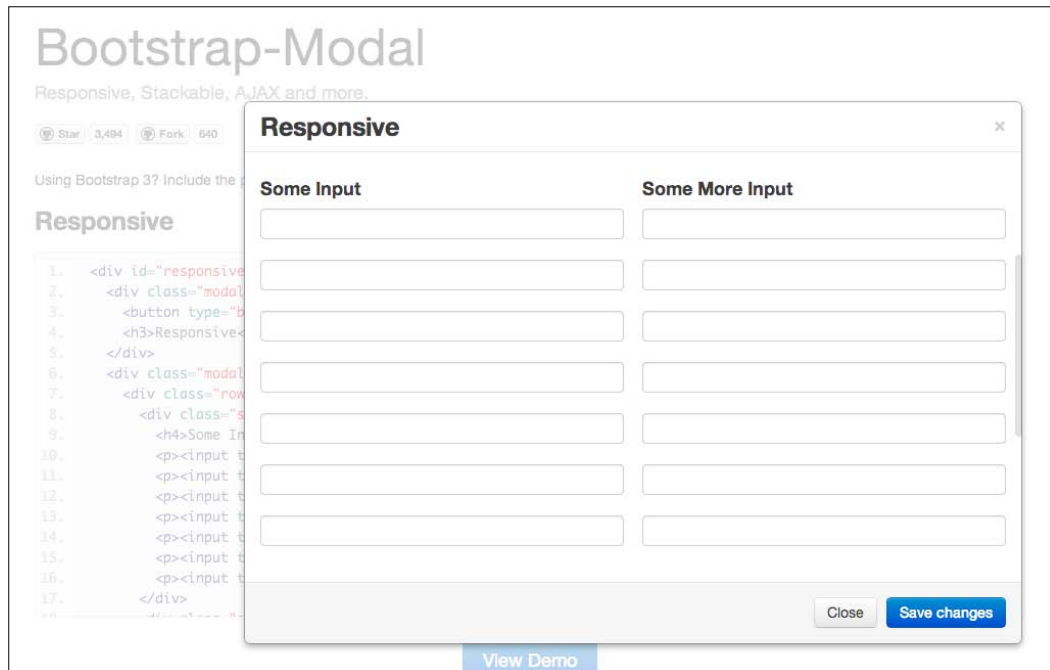 Bootstrap-Modal
Responsive, Stackable, AJAX and more.
Star 3,494 Fork 640
Using Bootstrap 3? Include the p
Responsive
1. <div id="responsive
2. <div class="modal
3. <button type="b
4. <h3>Responsive<
5. </div>
6. <div class="modal
7. <div class="row
8. <div class="s
9. <h4>Some In
10. <p><input t
11. <p><input t
12. <p><input t
13. <p><input t
14. <p><input t
15. <p><input t
16. <p><input t
17. </div>
Responsive ×
Some Input
Some More Input
Close Save changes
View Demo